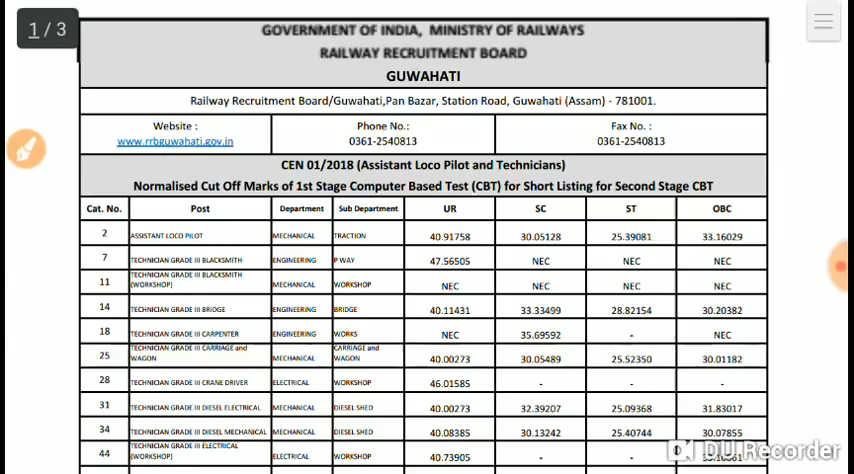 1 / 3
GOVERNMENT OF INDIA, MINISTRY OF RAILWAYS
RAILWAY RECRUITMENT BOARD
GUWAHATI
Railway Recruitment Board/Guwahati,Pan Bazar, Station Road, Guwahati (Assam) - 781001.
Website : Phone No.: Fax No. :
www.rrbguwahati.gov.in 0361-2540813 0361-2540813
CEN 01/2018 (Assistant Loco Pilot and Technicians)
Normalised Cut Off Marks of 1st Stage Computer Based Test (CBT) for Short Listing for Second Stage CBT
Cat. No. Post Department Sub Department UR SC ST OBC
2 ASSISTANT LOCO PILOT MECHANICAL TRACTION 40.91758 30.05128 25.39081 33.16029
7 TECHNICIAN GRADE III BLACKSMITH ENGINEERING P WAY 47.56505 NEC NEC NEC
11 TECHNICIAN GRADE III BLACKSMITH (WORKSHOP) MECHANICAL WORKSHOP NEC NEC NEC NEC
14 TECHNICIAN GRADE III BRIDGE ENGINEERING BRIDGE 40.11431 33.33499 28.82154 30.20382
18 TECHNICIAN GRADE III CARPENTER ENGINEERING WORKS NEC 35.69592 - NEC
25 TECHNICIAN GRADE III CARRIAGE and WAGON MECHANICAL CARRIAGE and WAGON 40.00273 30.05489 25.52350 30.01182
28 TECHNICIAN GRADE III CRANE DRIVER ELECTRICAL WORKSHOP 46.01585 - - -
31 TECHNICIAN GRADE III DIESEL ELECTRICAL MECHANICAL DIESEL SHED 40.00273 32.39207 25.09368 31.83017
34 TECHNICIAN GRADE III DIESEL MECHANICAL MECHANICAL DIESEL SHED 40.08385 30.13242 25.40744 30.07855
44 TECHNICIAN GRADE III ELECTRICAL (WORKSHOP) ELECTRICAL WORKSHOP 40.73905 - -
DU Recorder